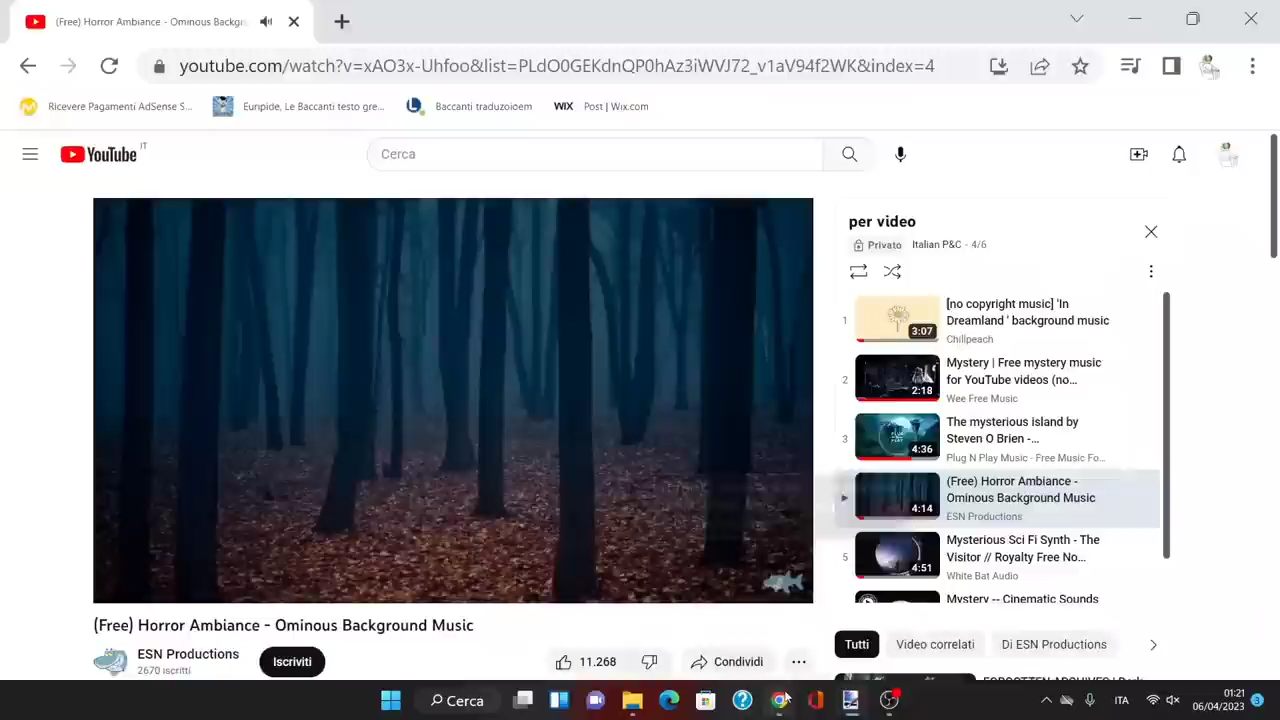 (Free) Horror Ambiance - Ominous Backgr
youtube.com/watch?v=xAO3x-Uhfoo&list=PLdO0GEKdnQP0hAz3iWVJ72_v1aV94f2WK&index=4
Ricevere Pagamenti AdSense S...
Euripide, Le Baccanti testo gre...
Baccanti traduzoioem
WIX
Post | Wix.com
YouTube
IT
Cerca
per video
Privato
Italian P&C - 4/6
1
3:07
[no copyright music] 'In
Dreamland ' background music
Chillpeach
2
2:18
Mystery | Free mystery music
for YouTube videos (no...
Wee Free Music
3
4:36
The mysterious island by
Steven O Brien -...
Plug N Play Music - Free Music Fo...
4:14
(Free) Horror Ambiance -
Ominous Background Music
ESN Productions
5
4:51
Mysterious Sci Fi Synth - The
Visitor // Royalty Free No...
White Bat Audio
Mystery -- Cinematic Sounds
(Free) Horror Ambiance - Ominous Background Music
ESN Productions
2670 iscritti
Iscriviti
11.268
Condividi
Tutti
Video correlati
Di ESN Productions
FORGOTTEN ARCHIVES | Dark
Cerca
ITA
01:21
06/04/2023
3